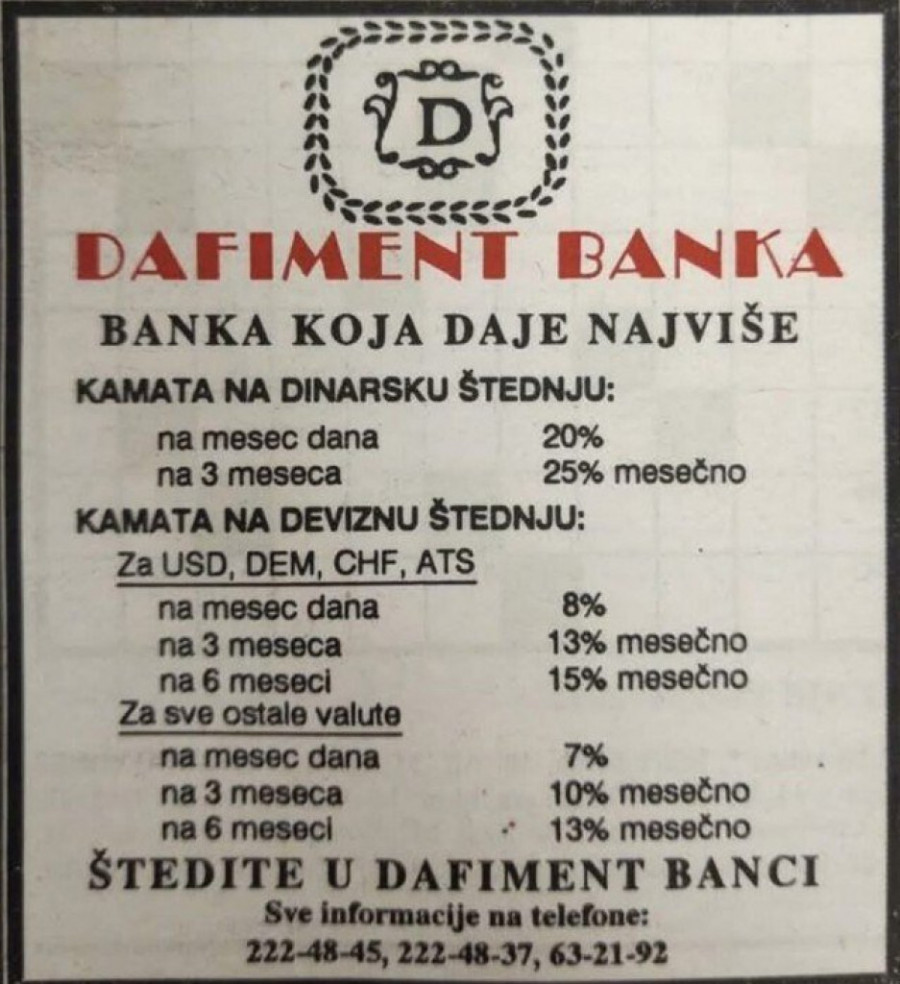 D
DAFIMENT BANKA
BANKA KOJA DAJE NAJVIŠE
KAMATA NA DINARSKU ŠTEDNJU:
na mesec dana 20%
na 3 meseca 25% mesečno
KAMATA NA DEVIZNU ŠTEDNJU:
Za USD, DEM, CHF, ATS
na mesec dana 8%
na 3 meseca 13% mesečno
na 6 meseci 15% mesečno
Za sve ostale valute
na mesec dana 7%
na 3 meseca 10% mesečno
na 6 meseci 13% mesečno
ŠTEDITE U DAFIMENT BANCI
Sve informacije na telefone:
222-48-45, 222-48-37, 63-21-92